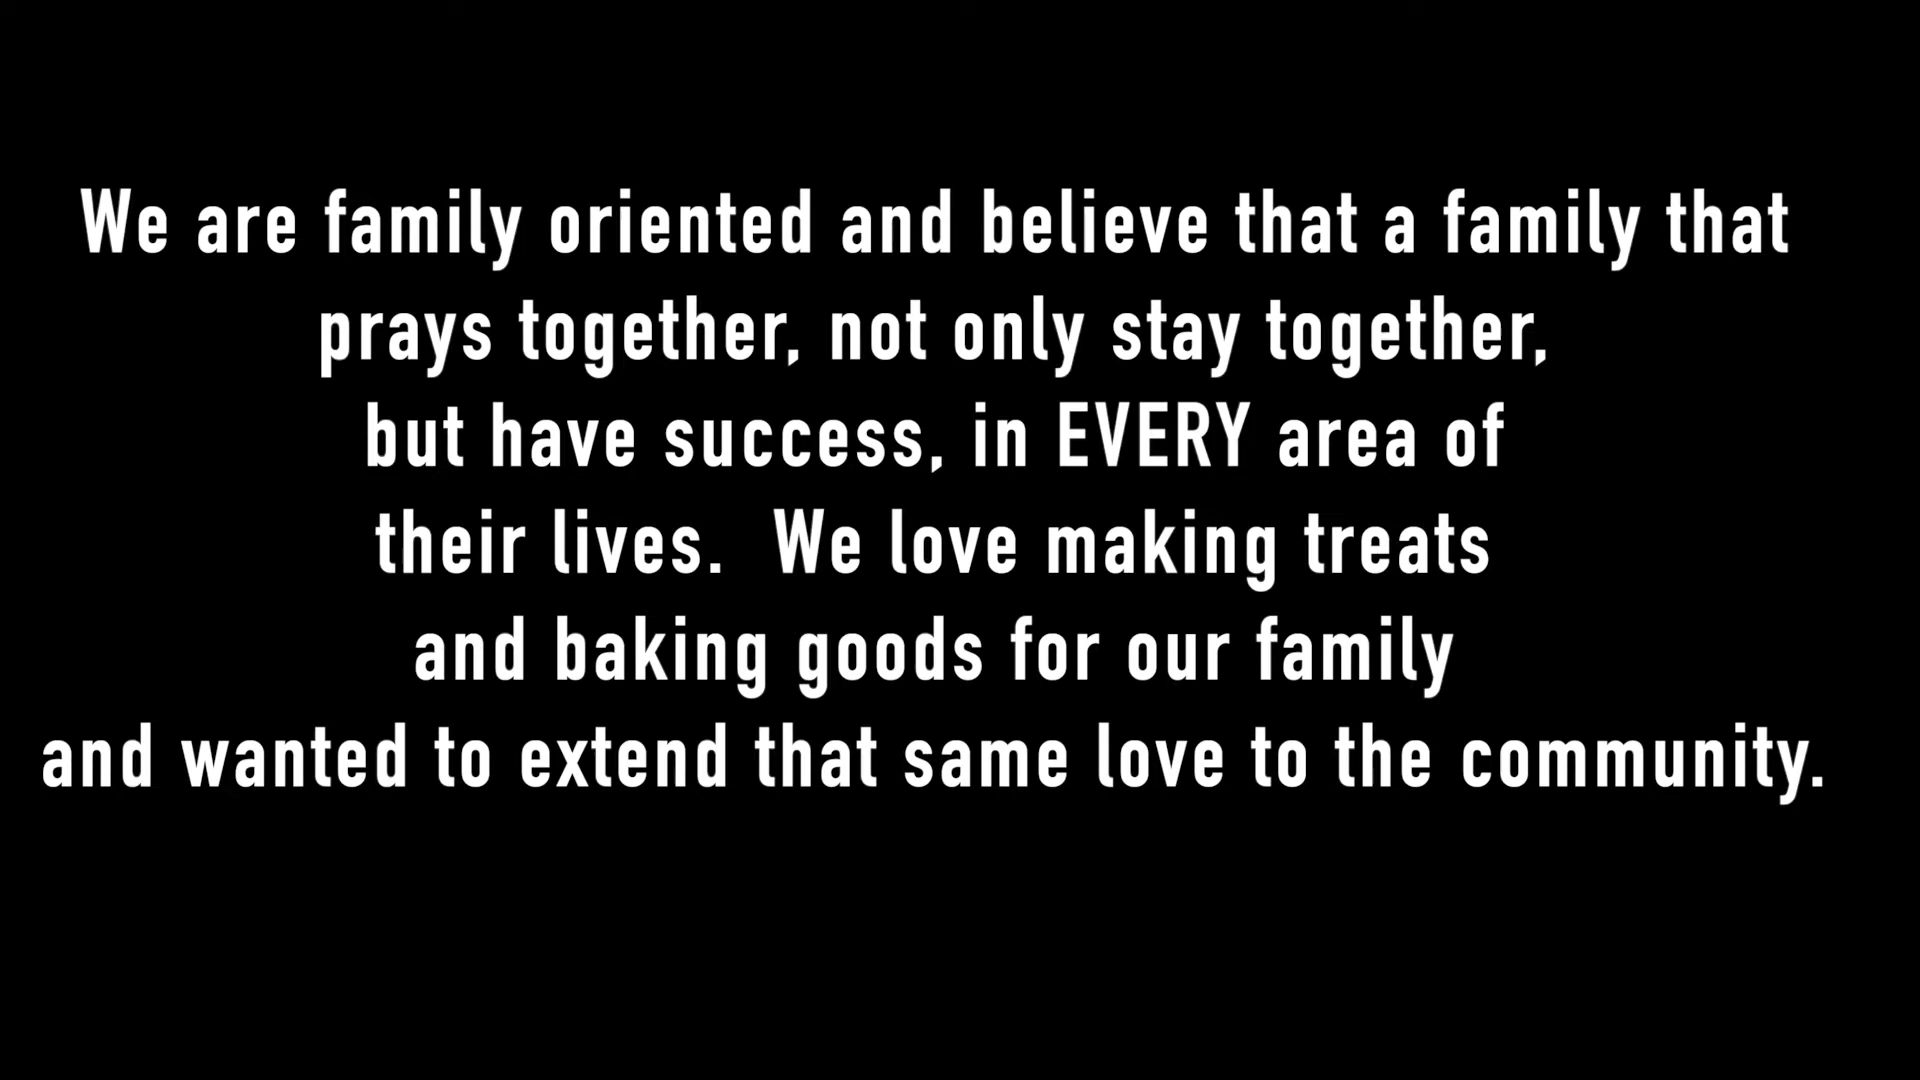 We are family oriented and believe that a family that
prays together, not only stay together,
but have success, in EVERY area of
their lives.  We love making treats
and baking goods for our family
and wanted to extend that same love to the community.